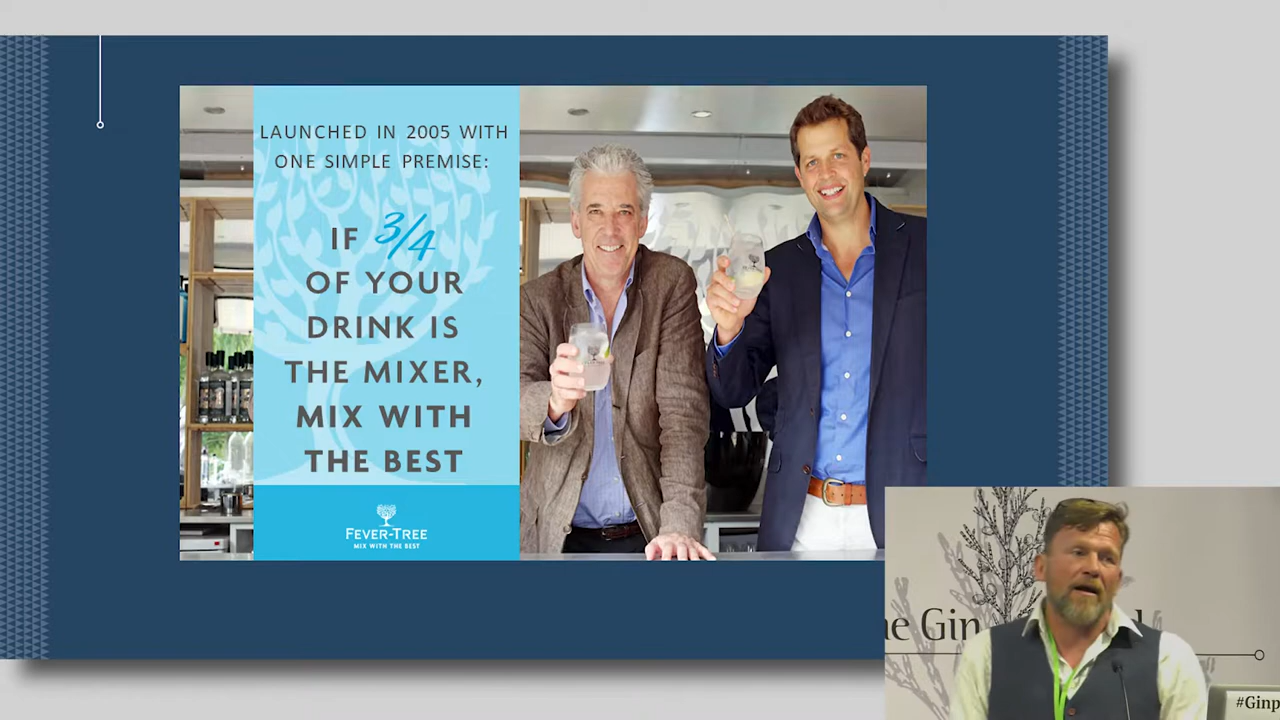 LAUNCHED IN 2005 WITH
ONE SIMPLE PREMISE:
IF 3/4
OF YOUR
DRINK IS
THE MIXER,
MIX WITH
THE BEST
FEVER-TREE
MIX WITH THE BEST
Gin